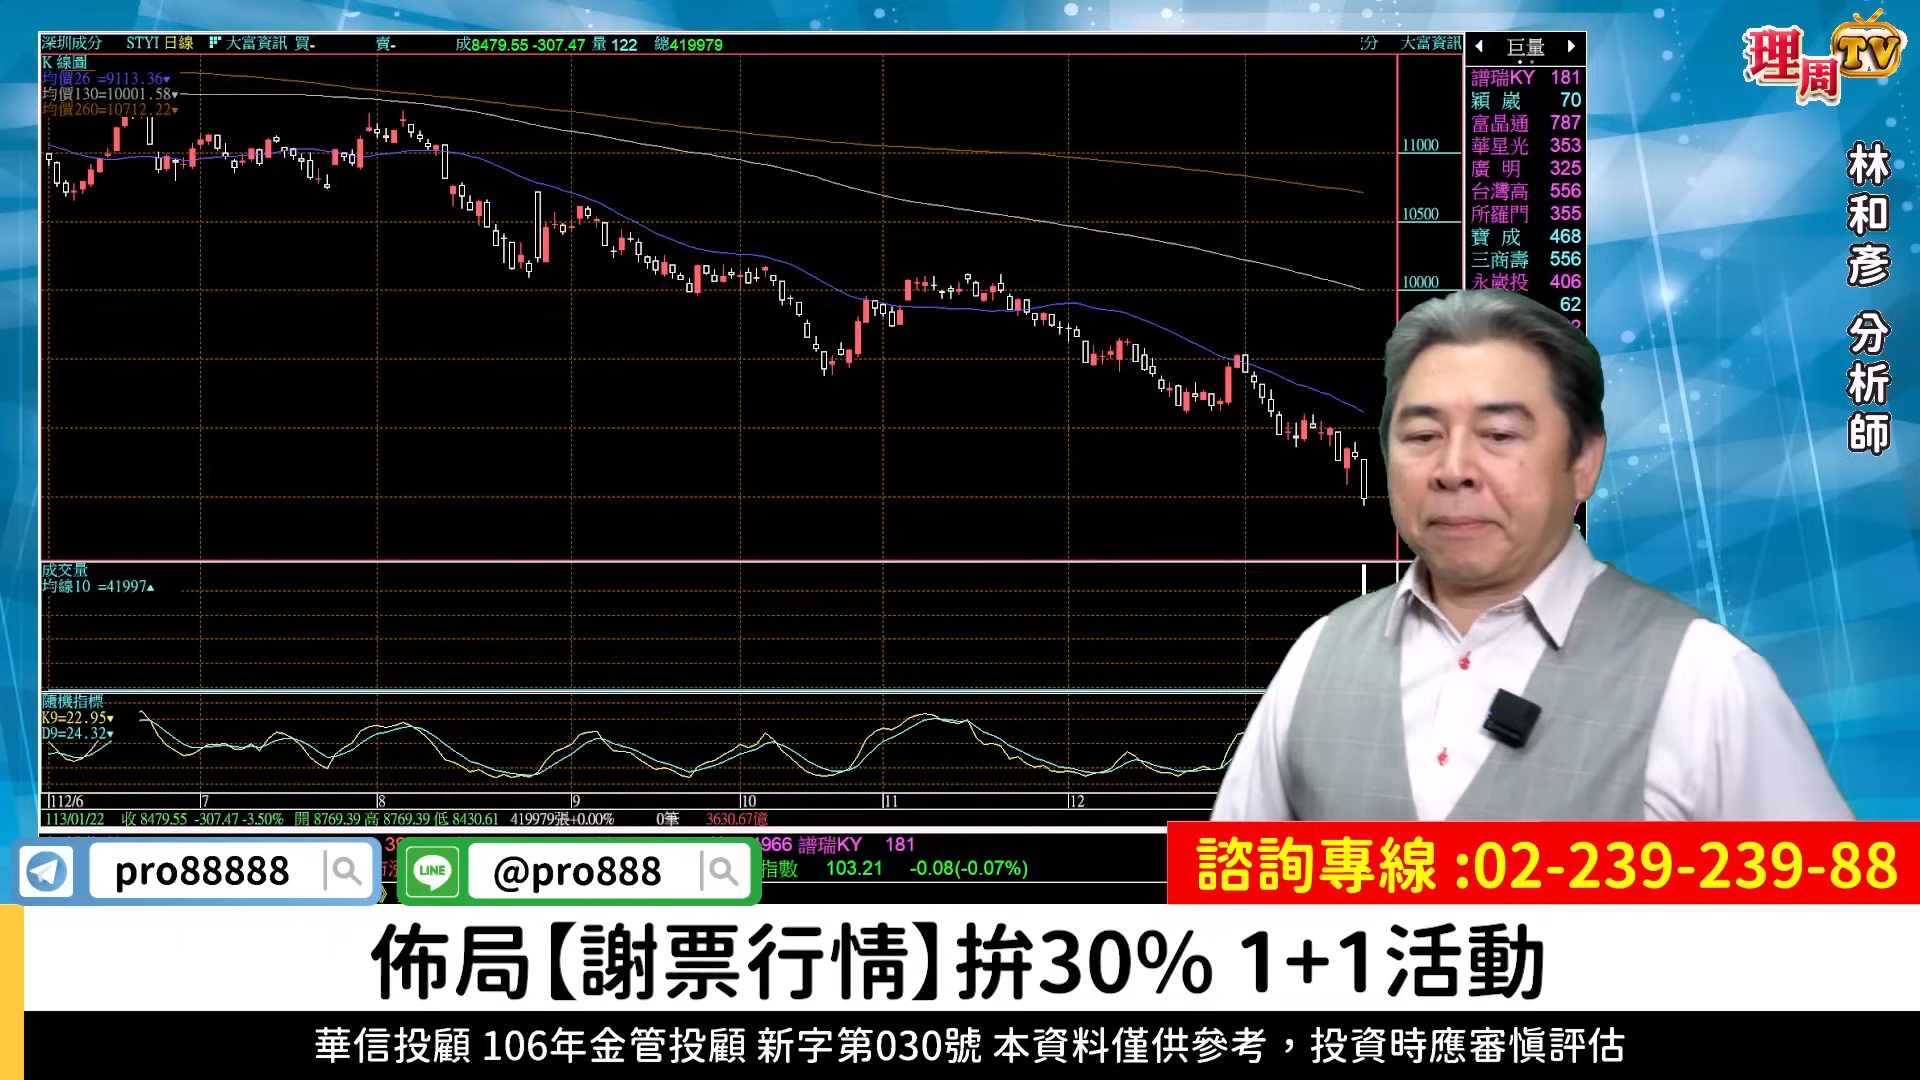 深圳成分 STYI 日線 大富資訊 買- 賣- 成8479.55 -307.47 量 122 總419979 分 大富資訊
K 線圖
均價26 =9113.36▼
均價130=10001.58▼
均價260=10712.22▼
11000
10500
10000
成交量
均線10 =41997▲
隨機指標
K9=22.95▼
D9=24.32▼
112/6 7 8 9 10 11 12
113/01/22 收 8479.55 -307.47 -3.50% 開 8769.39 高 8769.39 低 8430.61 419979張+0.00% 0筆 3630.67億
巨量
譜瑞KY 181
穎 崴 70
富晶通 787
華星光 353
廣 明 325
台灣高 556
所羅門 355
寶 成 468
三商壽 556
永崴投 406
62
966 譜瑞KY 181
指數 103.21 -0.08(-0.07%)
理周TV
林和彥 分析師
pro88888
LINE
@pro888
諮詢專線 :02-239-239-88
佈局【謝票行情】拚30% 1+1活動
華信投顧 106年金管投顧 新字第030號 本資料僅供參考，投資時應審慎評估